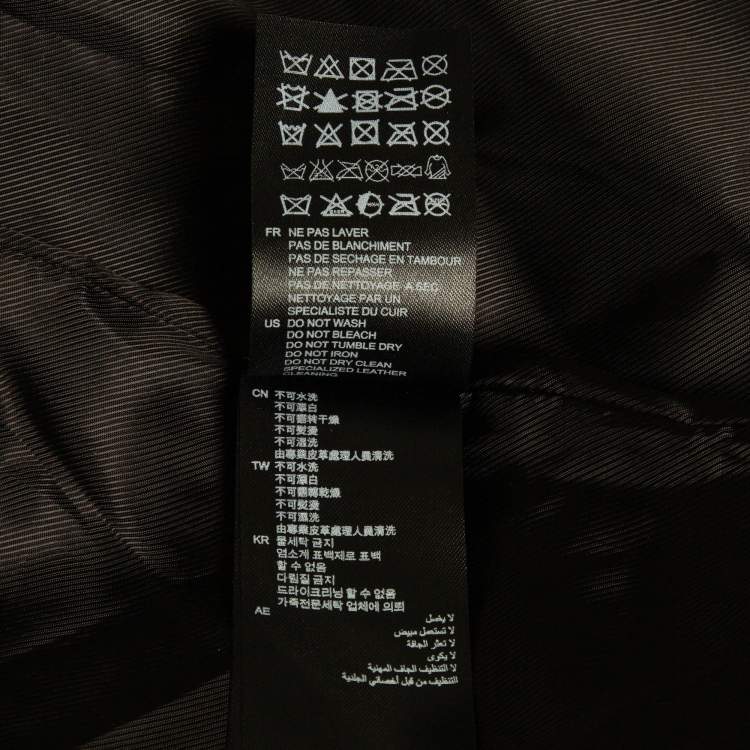 FR NE PAS LAVER
PAS DE BLANCHIMENT
PAS DE SECHAGE EN TAMBOUR
NE PAS REPASSER
PAS DE NETTOYAGE A SEC
NETTOYAGE PAR UN
SPECIALISTE DU CUIR
US DO NOT WASH
DO NOT BLEACH
DO NOT TUMBLE DRY
DO NOT IRON
DO NOT DRY CLEAN
SPECIALIZED LEATHER
CLEANING
CN 不可水洗
不可漂白
不可翻转干燥
不可熨燙
不可湿洗
由專業皮革處理人員清洗
TW 不可水洗
不可漂白
不可翻轉乾燥
不可熨燙
不可濕洗
由專業皮革處理人員清洗
KR 물세탁 금지
염소계 표백제로 표백
할 수 없음
다림질 금지
드라이크리닝 할 수 없음
가죽전문세탁 업체에 의뢰
AE لا يغسل
لا تستعمل مبيض
لا تعثر الجافة
لا يكوى
لا التنظيف الجاف المهنية
التنظيف من قبل أخصائي الجلدية